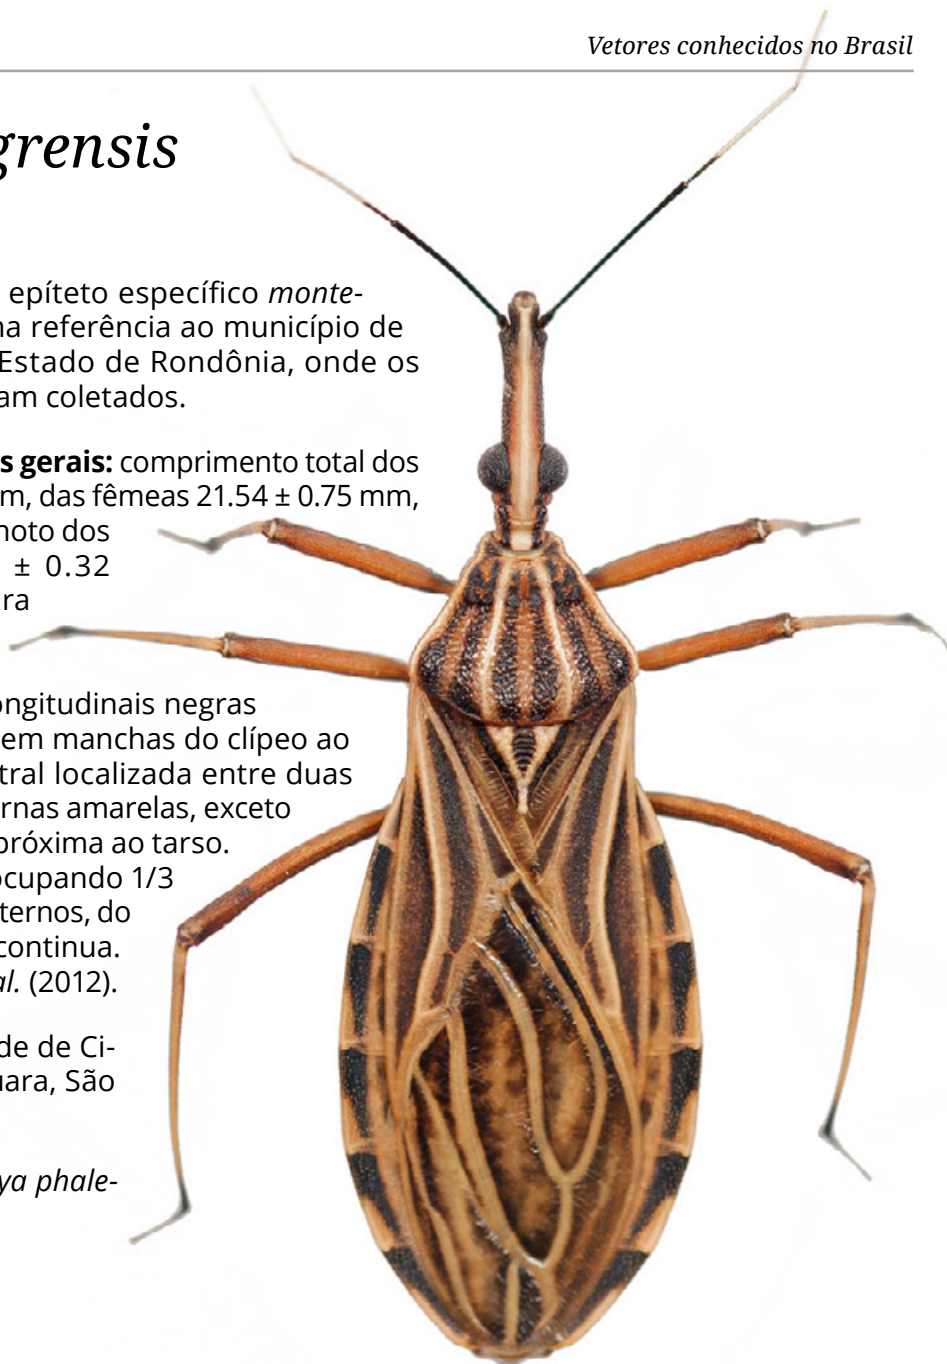 Vetores conhecidos no Brasil
grensis
epíteto específico monte-
na referência ao município de
Estado de Rondônia, onde os
am coletados.
s gerais: comprimento total dos
m, das fêmeas 21.54 ± 0.75 mm,
noto dos
± 0.32
ra
ongitudinais negras
em manchas do clípeo ao
tral localizada entre duas
rnas amarelas, exceto
próxima ao tarso.
ocupando 1/3
ternos, do
continua.
al. (2012).
de de Ci-
uara, São
ya phale-